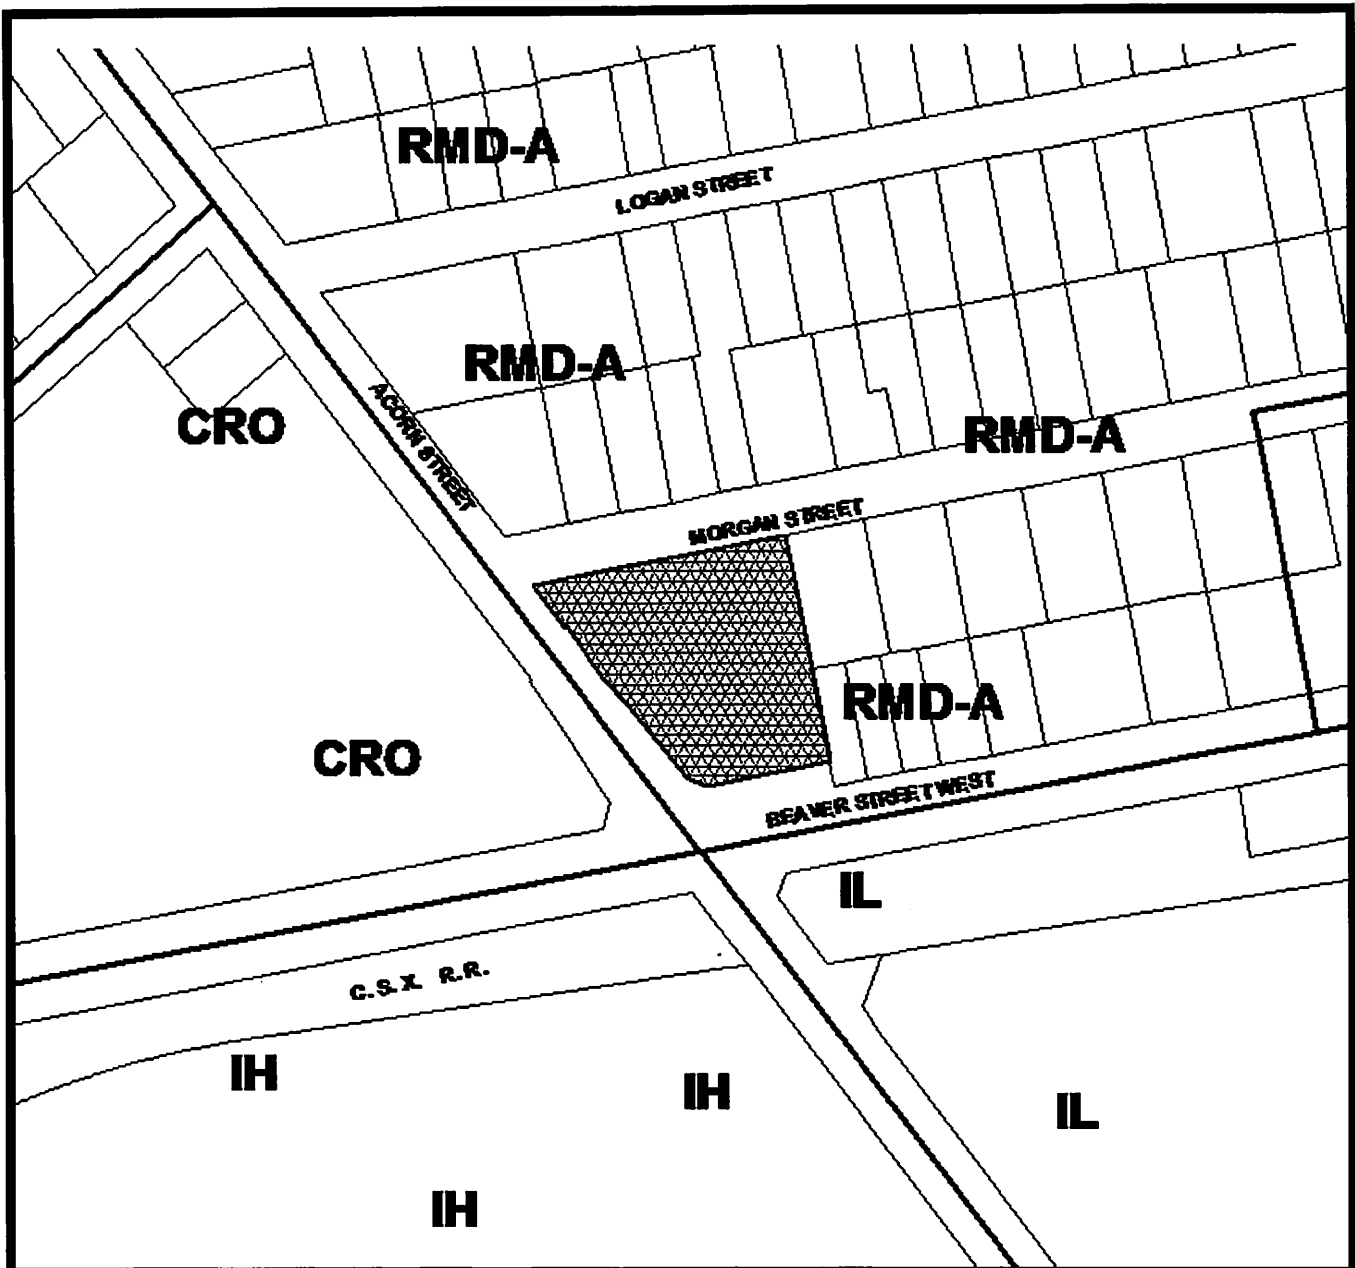 RMD-A
LOGAN STREET
RMD-A
ACORN STREET
CRO
RMD-A
MORGAN STREET
RMD-A
CRO
BEAVER STREET WEST
IL
C.S.X. R.R.
IH
IH
IL
IH